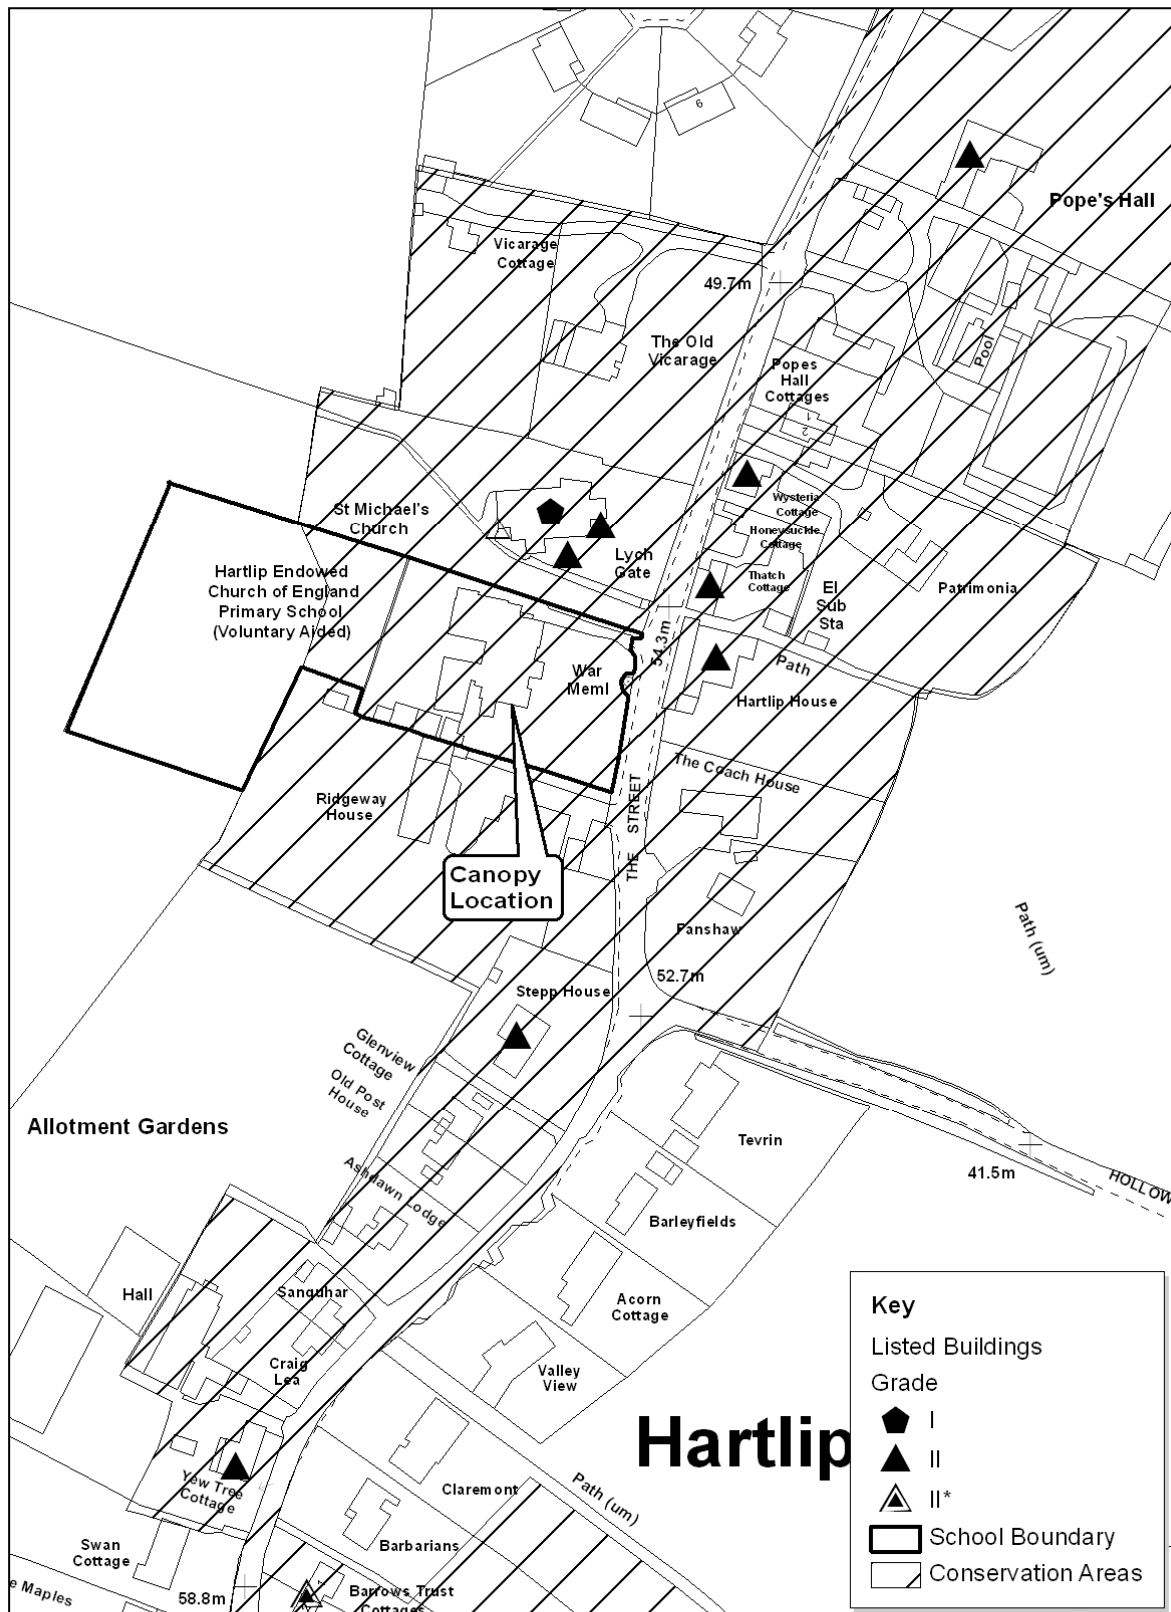 6
Pope's Hall
Vicarage
Cottage
49.7m
The Old
Vicarage
Pool
Popes
Hall
Cottages
1
2
Wysteria
Cottage
St Michael's
Church
Honeysuckle
Cottage
Lych
Gate
Thatch
Cottage
El
Sub
Sta
Patrimonia
Hartlip Endowed
Church of England
Primary School
(Voluntary Aided)
54.3m
Path
War
Meml
Hartlip House
The Coach House
Ridgeway
House
THE STREET
Canopy
Location
Fanshaw
Path (um)
52.7m
Stepp House
Glenview
Cottage
Old Post
House
Allotment Gardens
Tevrin
41.5m
HOLLOW
Ashdawn Lodge
Barleyfields
Hall
Sanquhar
Acorn
Cottage
Craig
Lea
Valley
View
Hartlip
Yew Tree
Cottage
Claremont
Path (um)
Swan
Cottage
Barbarians
e Maples
58.8m
Barrows Trust
Cottages
Key
Listed Buildings
Grade
I
II
II*
School Boundary
Conservation Areas